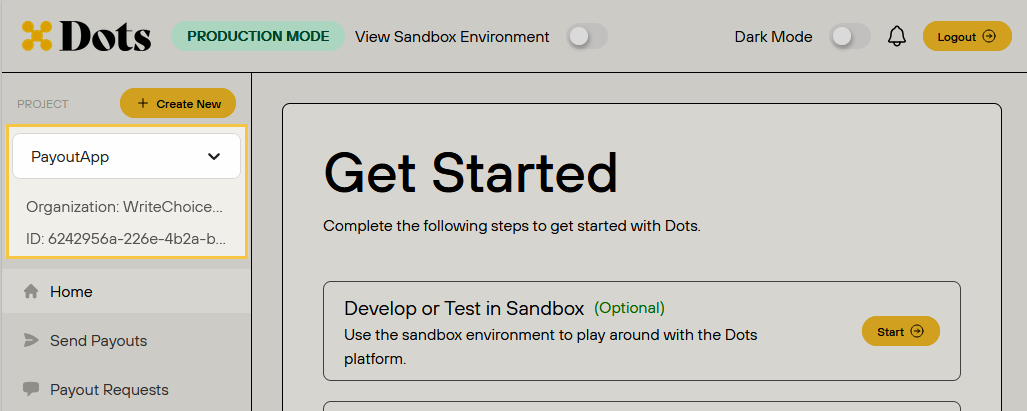 Dots
PRODUCTION MODE
View Sandbox Environment
Dark Mode
Logout
PROJECT
+ Create New
PayoutApp
Organization: WriteChoice...
ID: 6242956a-226e-4b2a-b...
Home
Send Payouts
Payout Requests
Get Started
Complete the following steps to get started with Dots.
Develop or Test in Sandbox (Optional)
Use the sandbox environment to play around with the Dots
platform.
Start